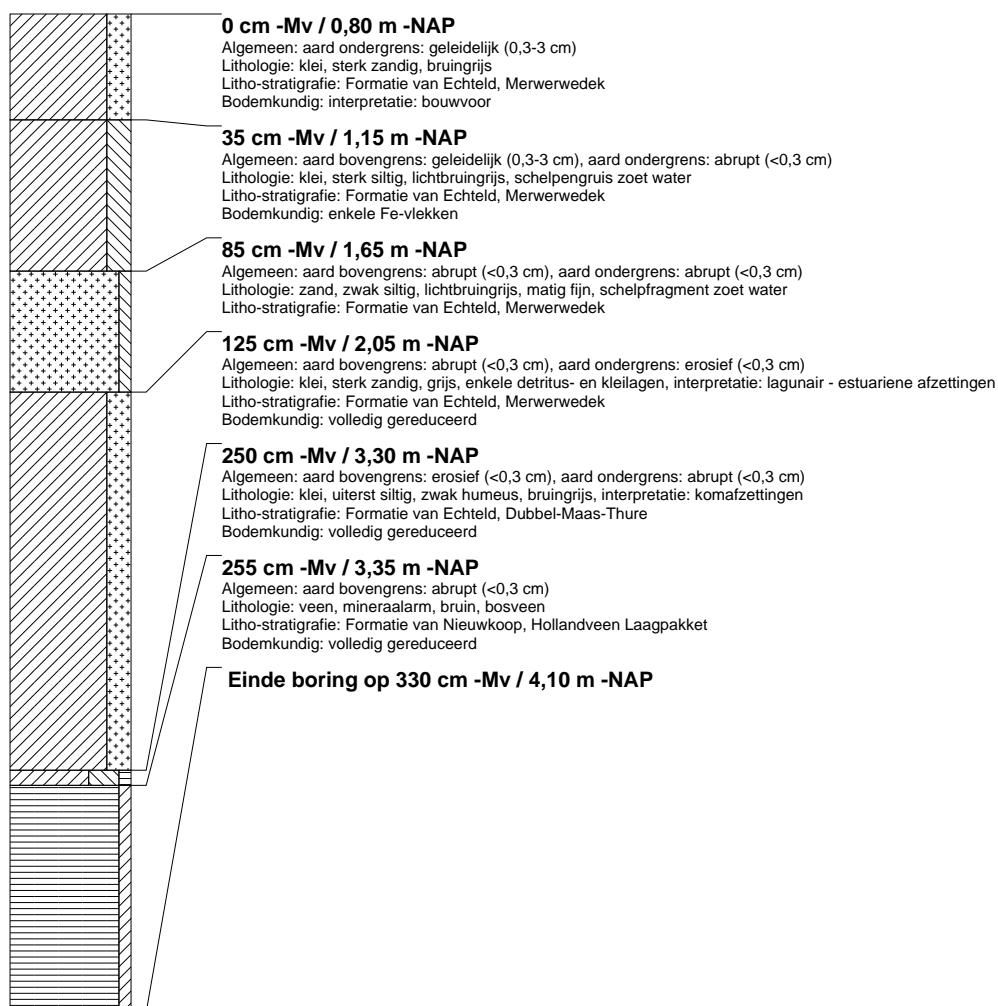 0 cm -Mv / 0,80 m -NAP
Algemeen: aard ondergrens: geleidelijk (0,3-3 cm)
Lithologie: klei, sterk zandig, bruingrijs
Litho-stratigrafie: Formatie van Echteld, Merwerwedek
Bodemkundig: interpretatie: bouwvoor
35 cm -Mv / 1,15 m -NAP
Algemeen: aard bovengrens: geleidelijk (0,3-3 cm), aard ondergrens: abrupt (<0,3 cm)
Lithologie: klei, sterk siltig, lichtbruingrijs, schelpengruis zoet water
Litho-stratigrafie: Formatie van Echteld, Merwerwedek
Bodemkundig: enkele Fe-vlekken
85 cm -Mv / 1,65 m -NAP
Algemeen: aard bovengrens: abrupt (<0,3 cm), aard ondergrens: abrupt (<0,3 cm)
Lithologie: zand, zwak siltig, lichtbruingrijs, matig fijn, schelpfragment zoet water
Litho-stratigrafie: Formatie van Echteld, Merwerwedek
125 cm -Mv / 2,05 m -NAP
Algemeen: aard bovengrens: abrupt (<0,3 cm), aard ondergrens: erosief (<0,3 cm)
Lithologie: klei, sterk zandig, grijs, enkele detritus- en kleilagen, interpretatie: lagunair - estuariene afzettingen
Litho-stratigrafie: Formatie van Echteld, Merwerwedek
Bodemkundig: volledig gereduceerd
250 cm -Mv / 3,30 m -NAP
Algemeen: aard bovengrens: erosief (<0,3 cm), aard ondergrens: abrupt (<0,3 cm)
Lithologie: klei, uiterst siltig, zwak humeus, bruingrijs, interpretatie: komafzettingen
Litho-stratigrafie: Formatie van Echteld, Dubbel-Maas-Thure
Bodemkundig: volledig gereduceerd
255 cm -Mv / 3,35 m -NAP
Algemeen: aard bovengrens: abrupt (<0,3 cm)
Lithologie: veen, mineraalarm, bruin, bosveen
Litho-stratigrafie: Formatie van Nieuwkoop, Hollandveen Laagpakket
Bodemkundig: volledig gereduceerd
Einde boring op 330 cm -Mv / 4,10 m -NAP